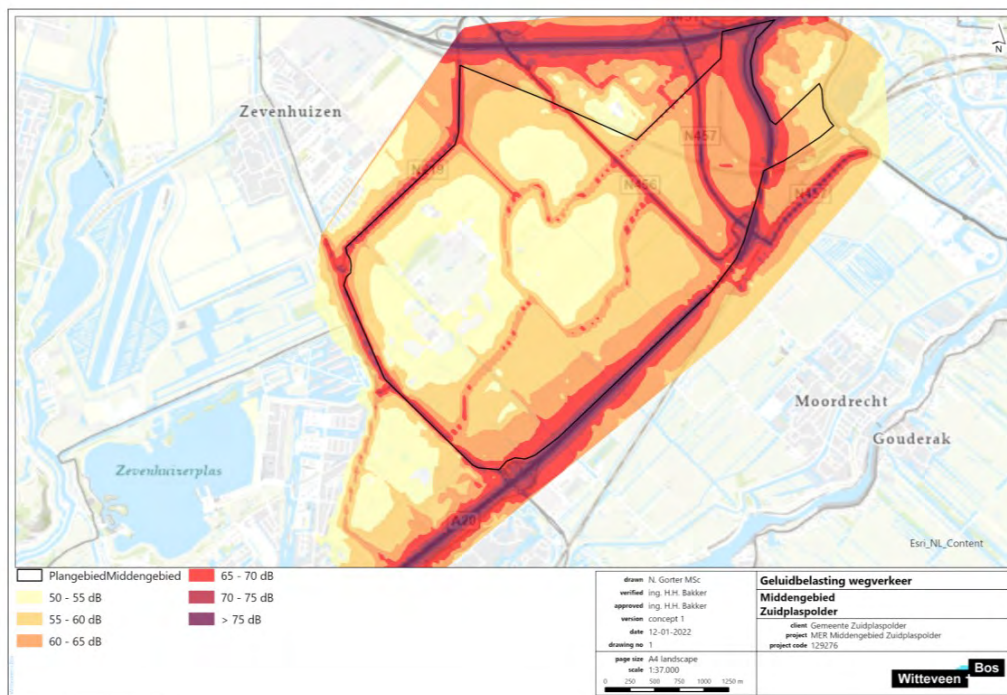 N451
N
Zevenhuizen
N457
N219
N456
N452
Moordrecht
Gouderak
Zevenhuizerplas
A20
Esri_NL_Content
PlangebiedMiddengebied
50 - 55 dB
55 - 60 dB
60 - 65 dB
65 - 70 dB
70 - 75 dB
> 75 dB
drawn N. Gorter MSc
verified ing. H.H. Bakker
approved ing. H.H. Bakker
version concept 1
date 12-01-2022
drawing no 1
page size A4 landscape
scale 1:37.000
0 250 500 750 1000 1250 m
Geluidbelasting wegverkeer
Middengebied
Zuidplaspolder
client Gemeente Zuidplaspolder
project MER Middengebied Zuidplaspolder
project code 129276
Witteveen Bos